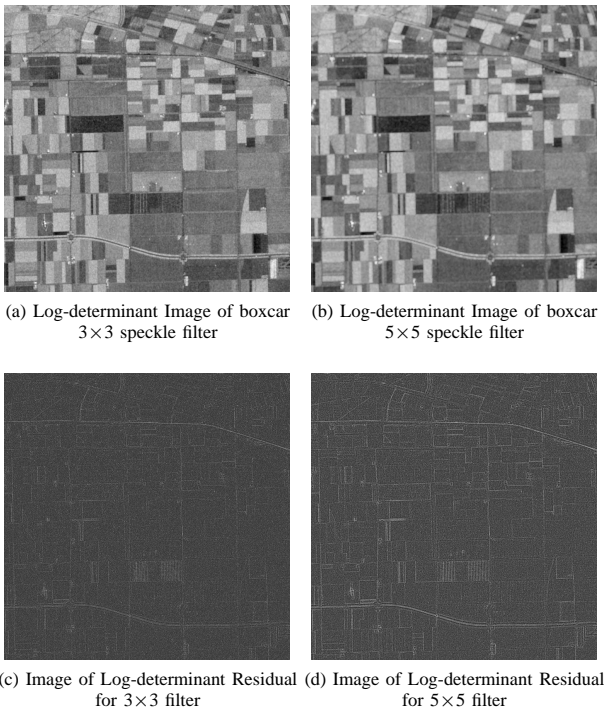 (a) Log-determinant Image of boxcar
3×3 speckle filter
(b) Log-determinant Image of boxcar
5×5 speckle filter
(c) Image of Log-determinant Residual
for 3×3 filter
(d) Image of Log-determinant Residual
for 5×5 filter